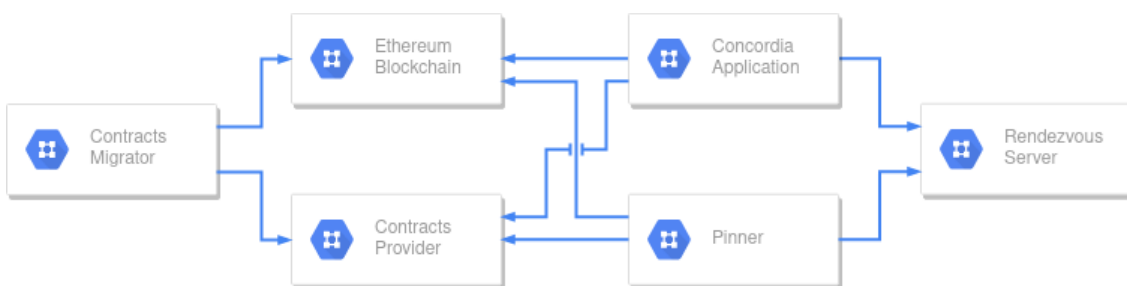 Ethereum
Blockchain
Concordia
Application
Contracts
Migrator
Rendezvous
Server
Contracts
Provider
Pinner